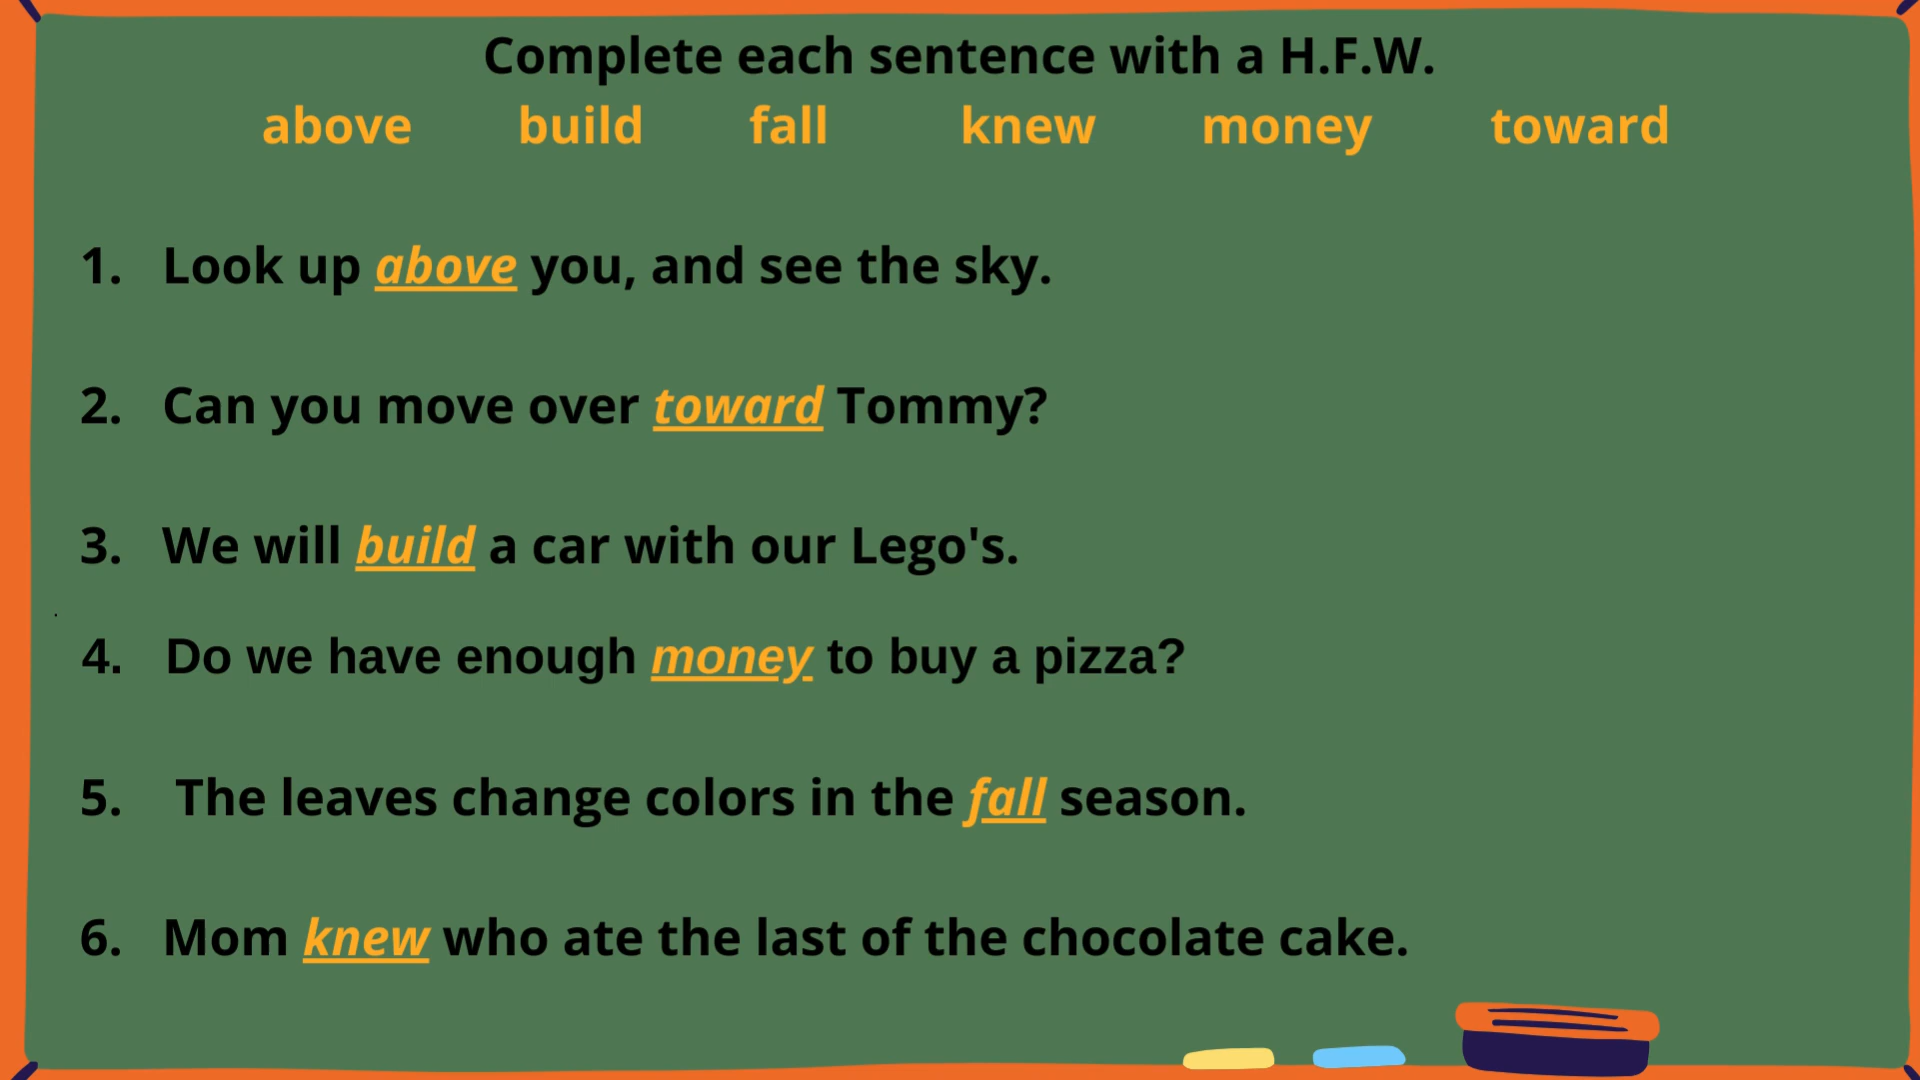 Complete each sentence with a H.F.W.
above build fall knew money toward
1. Look up above you, and see the sky.
2. Can you move over toward Tommy?
3. We will build a car with our Lego's.
4. Do we have enough money to buy a pizza?
5. The leaves change colors in the fall season.
6. Mom knew who ate the last of the chocolate cake.